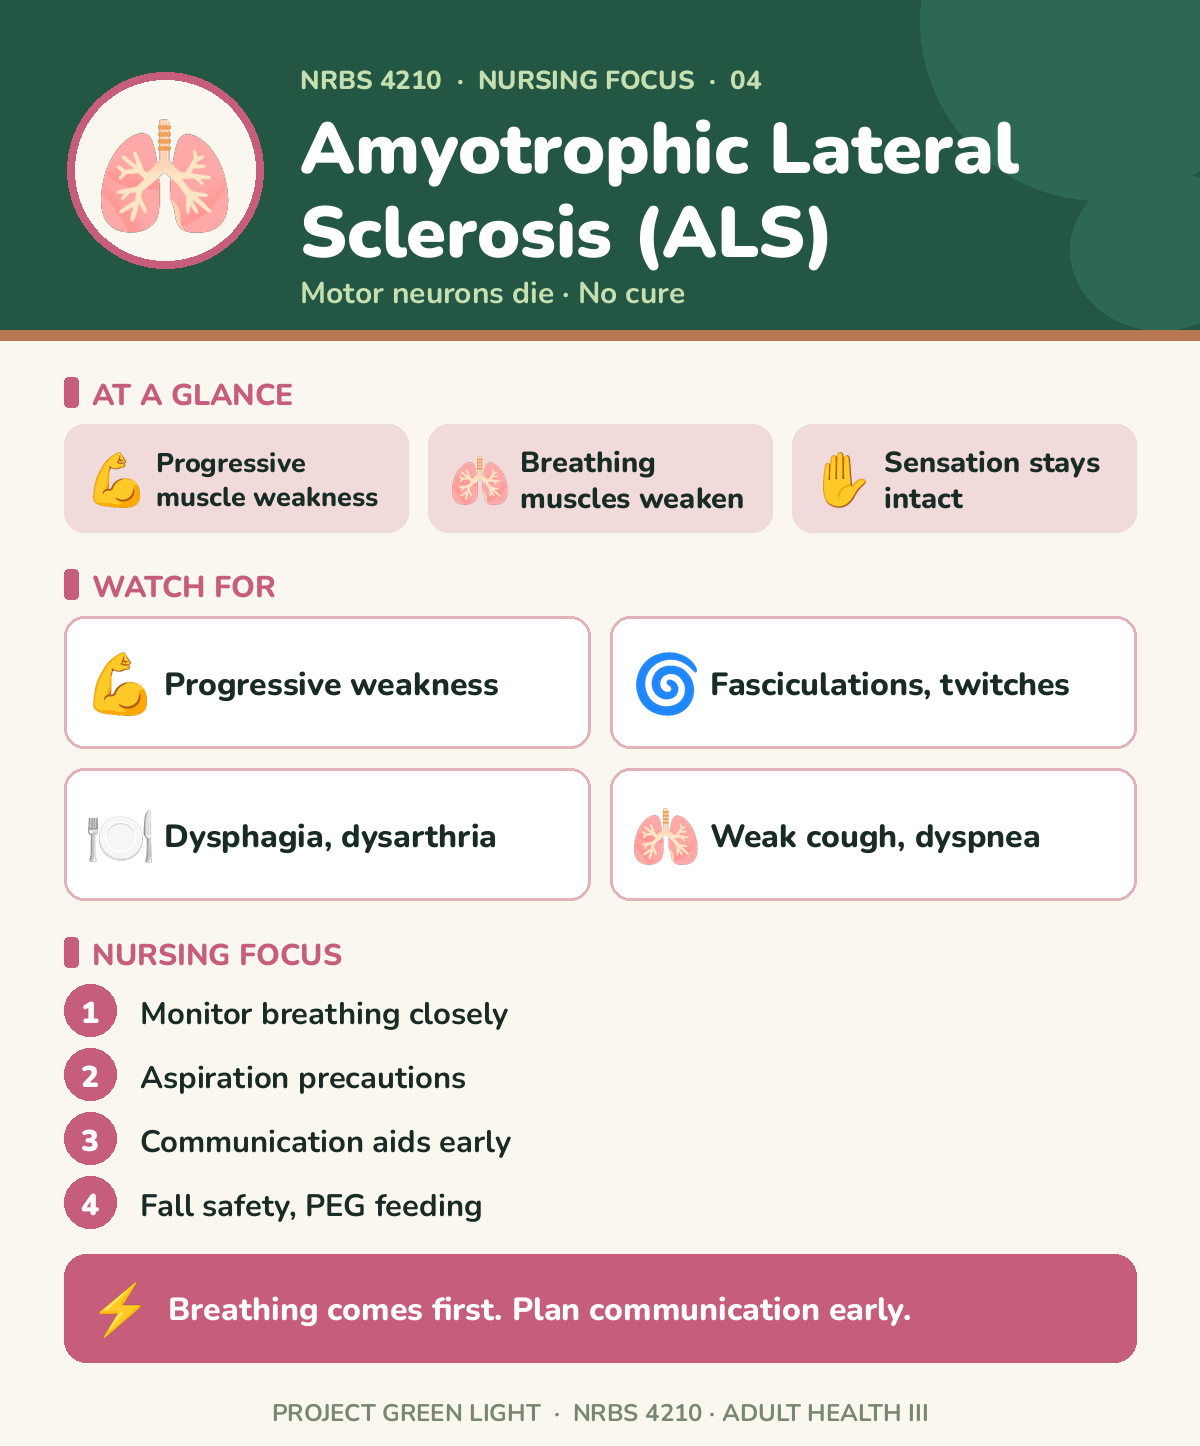 NRBS 4210 · NURSING FOCUS · 04
Amyotrophic Lateral
Sclerosis (ALS)
Motor neurons die · No cure
AT A GLANCE
Progressive
muscle weakness
Breathing
muscles weaken
Sensation stays
intact
WATCH FOR
Progressive weakness
Fasciculations, twitches
Dysphagia, dysarthria
Weak cough, dyspnea
NURSING FOCUS
1 Monitor breathing closely
2 Aspiration precautions
3 Communication aids early
4 Fall safety, PEG feeding
Breathing comes first. Plan communication early.
PROJECT GREEN LIGHT · NRBS 4210 · ADULT HEALTH III